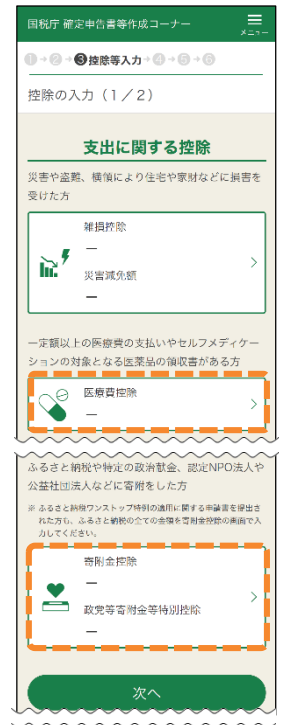 国税庁 確定申告書等作成コーナー
メニュー
❶→❷→❸控除等入力→❹→❺→❻
控除の入力（1／2）
支出に関する控除
災害や盗難、横領により住宅や家財などに損害を
受けた方
雑損控除
―
災害減免額
―
一定額以上の医療費の支払いやセルフメディケー
ションの対象となる医薬品の領収書がある方
医療費控除
―
ふるさと納税や特定の政治献金、認定NPO法人や
公益社団法人などに寄附をした方
※ ふるさと納税ワンストップ特例の適用に関する申請書を提出さ
れた方も、ふるさと納税の全ての金額を寄附金控除の画面で入
力してください。
寄附金控除
―
政党等寄附金等特別控除
―
次へ